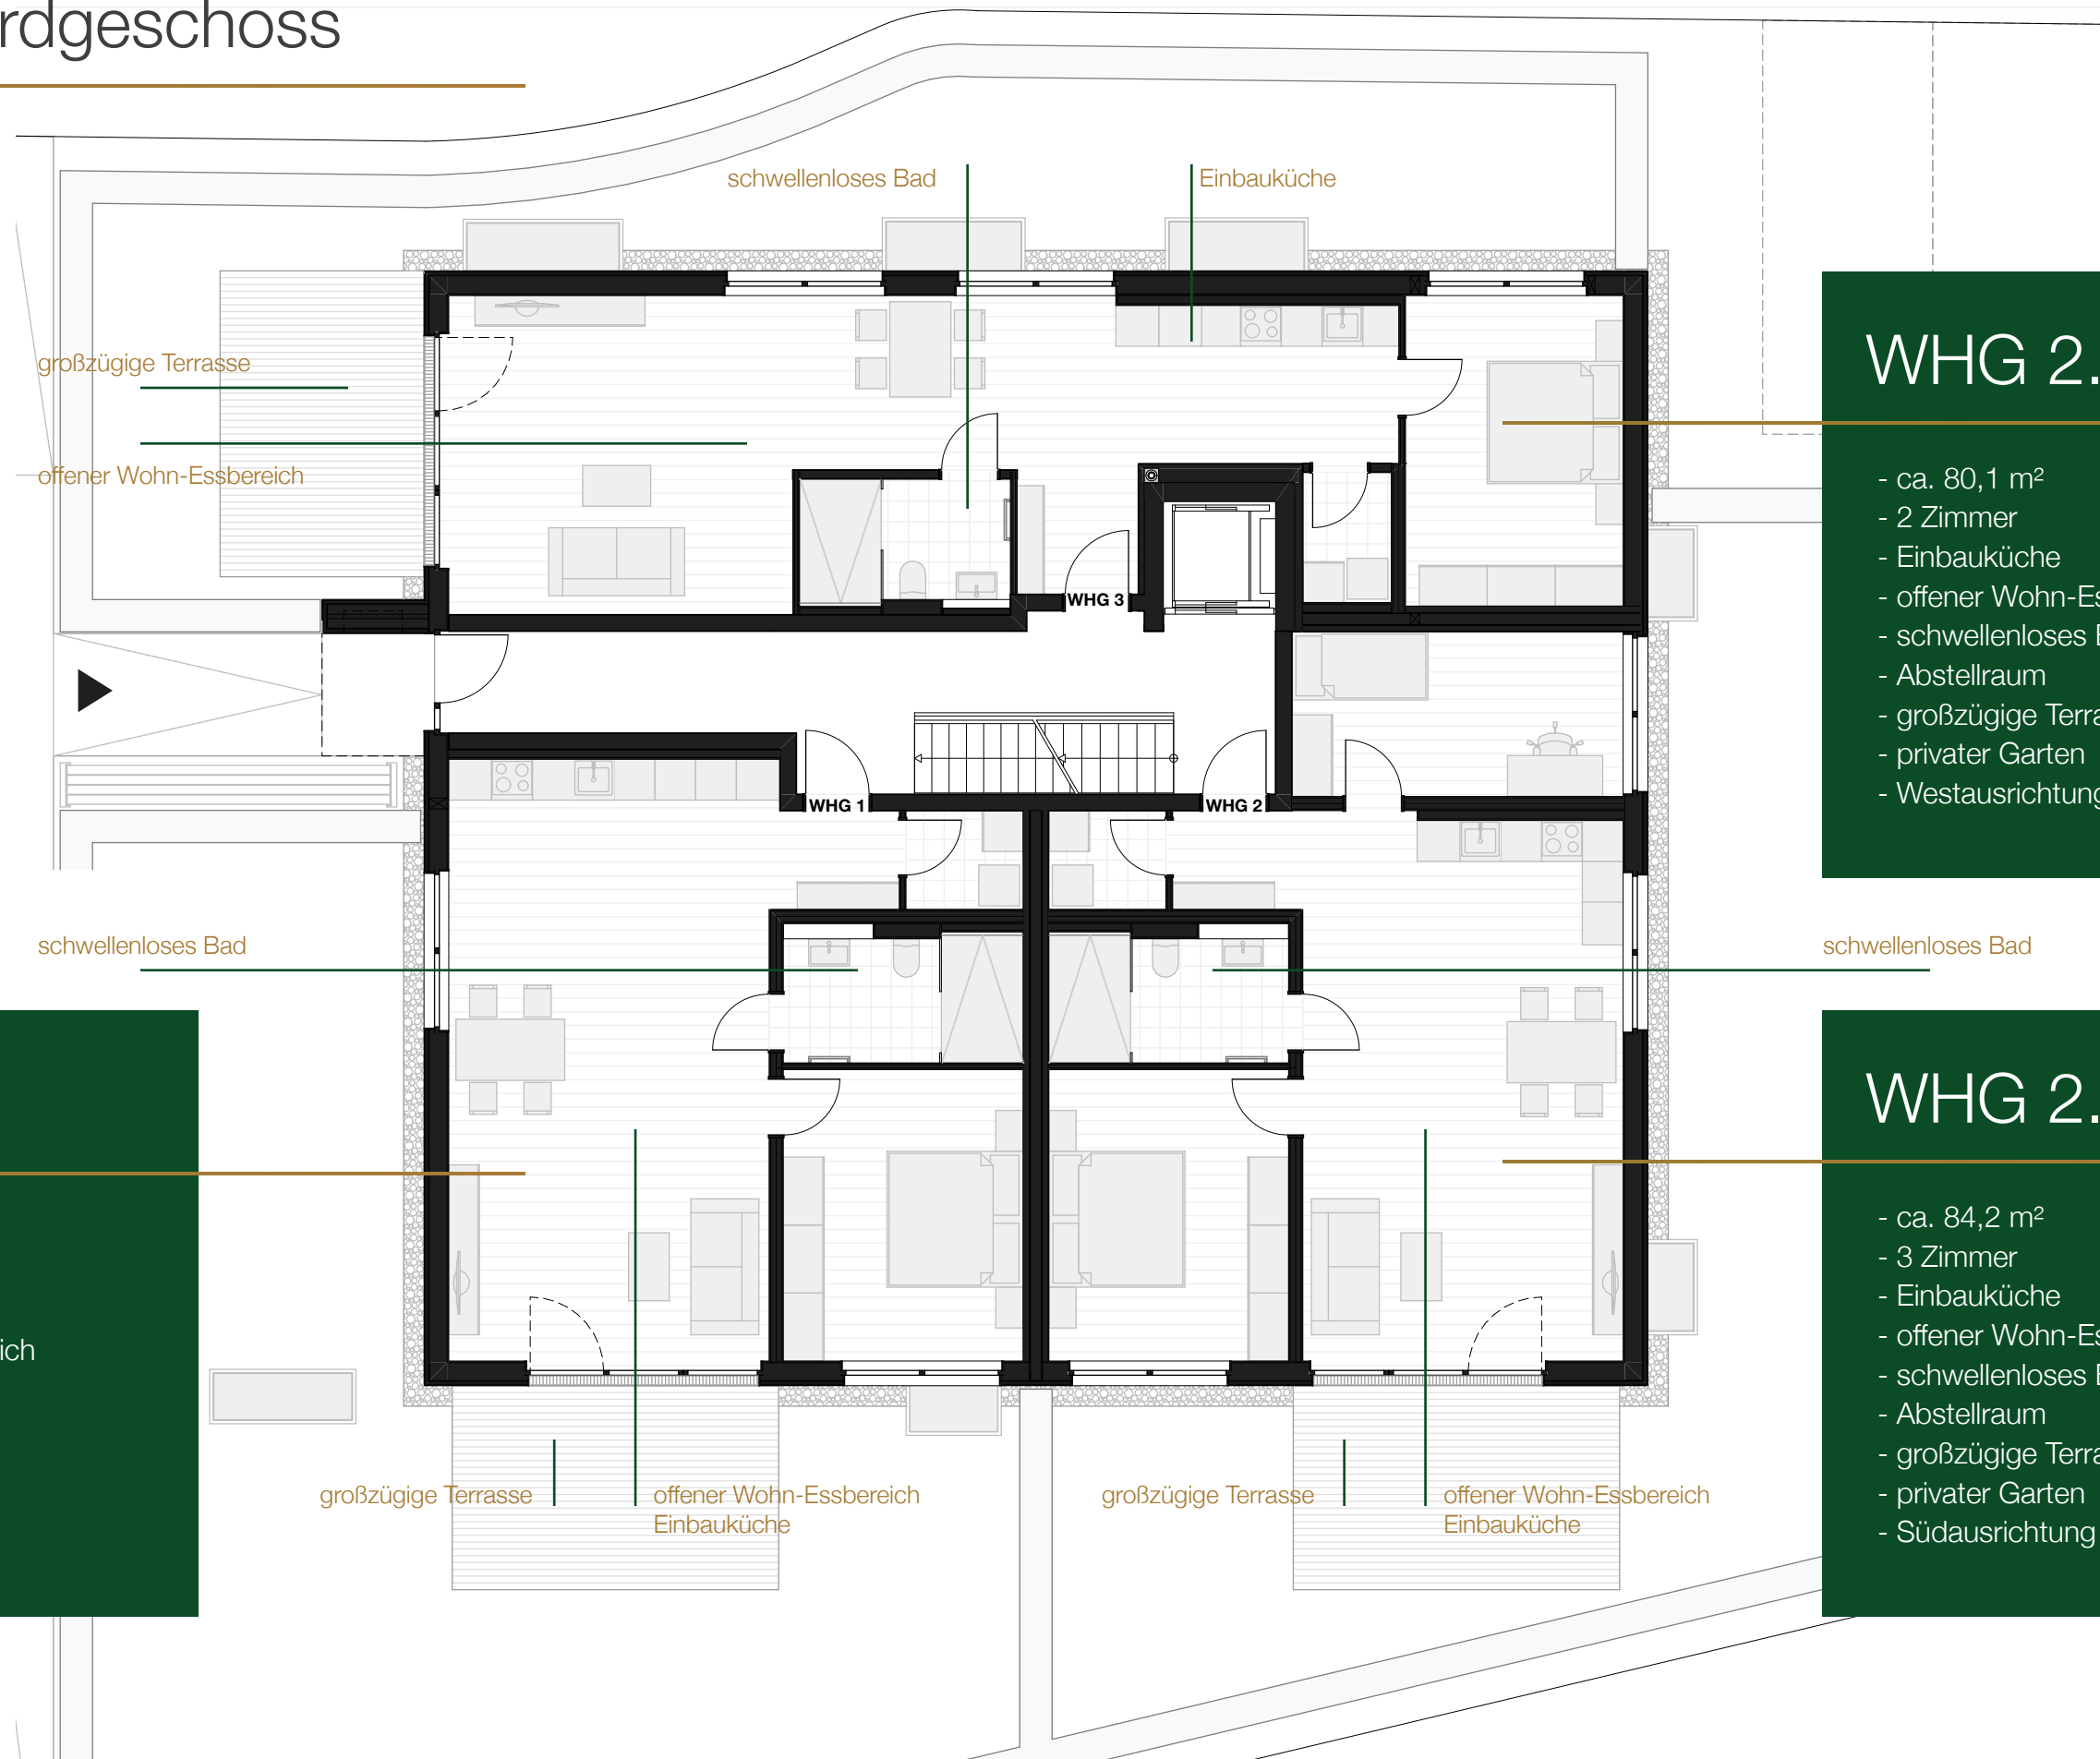 rdgeschoss
schwellenloses Bad
Einbauküche
großzügige Terrasse
offener Wohn-Essbereich
WHG 3
WHG 1
WHG 2
schwellenloses Bad
großzügige Terrasse
offener Wohn-Essbereich
Einbauküche
großzügige Terrasse
offener Wohn-Essbereich
Einbauküche
ich
WHG 2.
- ca. 80,1 m²
- 2 Zimmer
- Einbauküche
- offener Wohn-Es
- schwellenloses B
- Abstellraum
- großzügige Terra
- privater Garten
- Westausrichtung
schwellenloses Bad
WHG 2.
- ca. 84,2 m²
- 3 Zimmer
- Einbauküche
- offener Wohn-Es
- schwellenloses B
- Abstellraum
- großzügige Terra
- privater Garten
- Südausrichtung